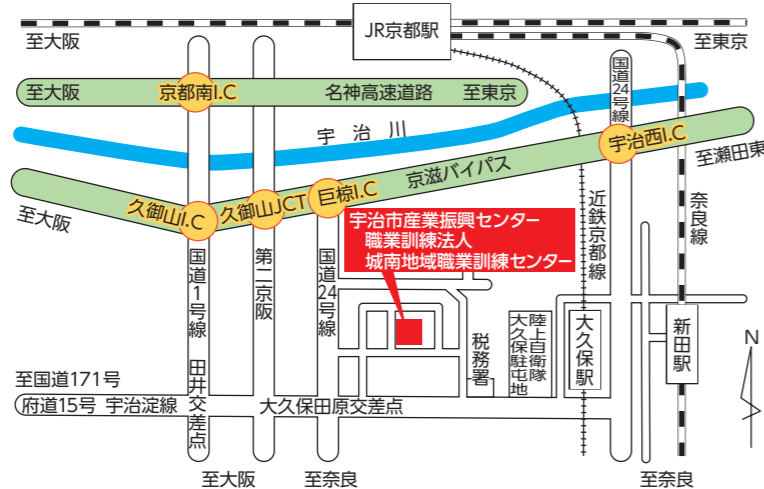 JR京都駅
至大阪
至東京
国道24号線
至大阪
京都南I.C
名神高速道路
至東京
宇治川
宇治西I.C
至瀬田東
京滋バイパス
巨椋I.C
久御山JCT
久御山I.C
至大阪
宇治市産業振興センター
職業訓練法人
城南地域職業訓練センター
近鉄京都線
奈良線
国道1号線
第二京阪
国道24号線
税務署
陸上自衛隊
大久保駐屯地
大久保駅
新田駅
N
至国道171号
田井交差点
府道15号 宇治淀線
大久保田原交差点
至大阪
至奈良
至奈良